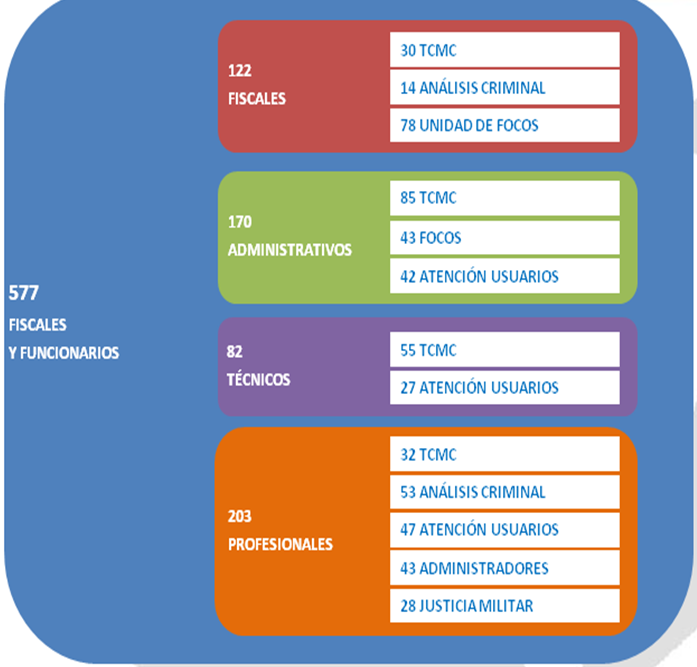 577
FISCALES
Y FUNCIONARIOS
122
FISCALES
30 TCMC
14 ANÁLISIS CRIMINAL
78 UNIDAD DE FOCOS
170
ADMINISTRATIVOS
85 TCMC
43 FOCOS
42 ATENCIÓN USUARIOS
82
TÉCNICOS
55 TCMC
27 ATENCIÓN USUARIOS
203
PROFESIONALES
32 TCMC
53 ANÁLISIS CRIMINAL
47 ATENCIÓN USUARIOS
43 ADMINISTRADORES
28 JUSTICIA MILITAR